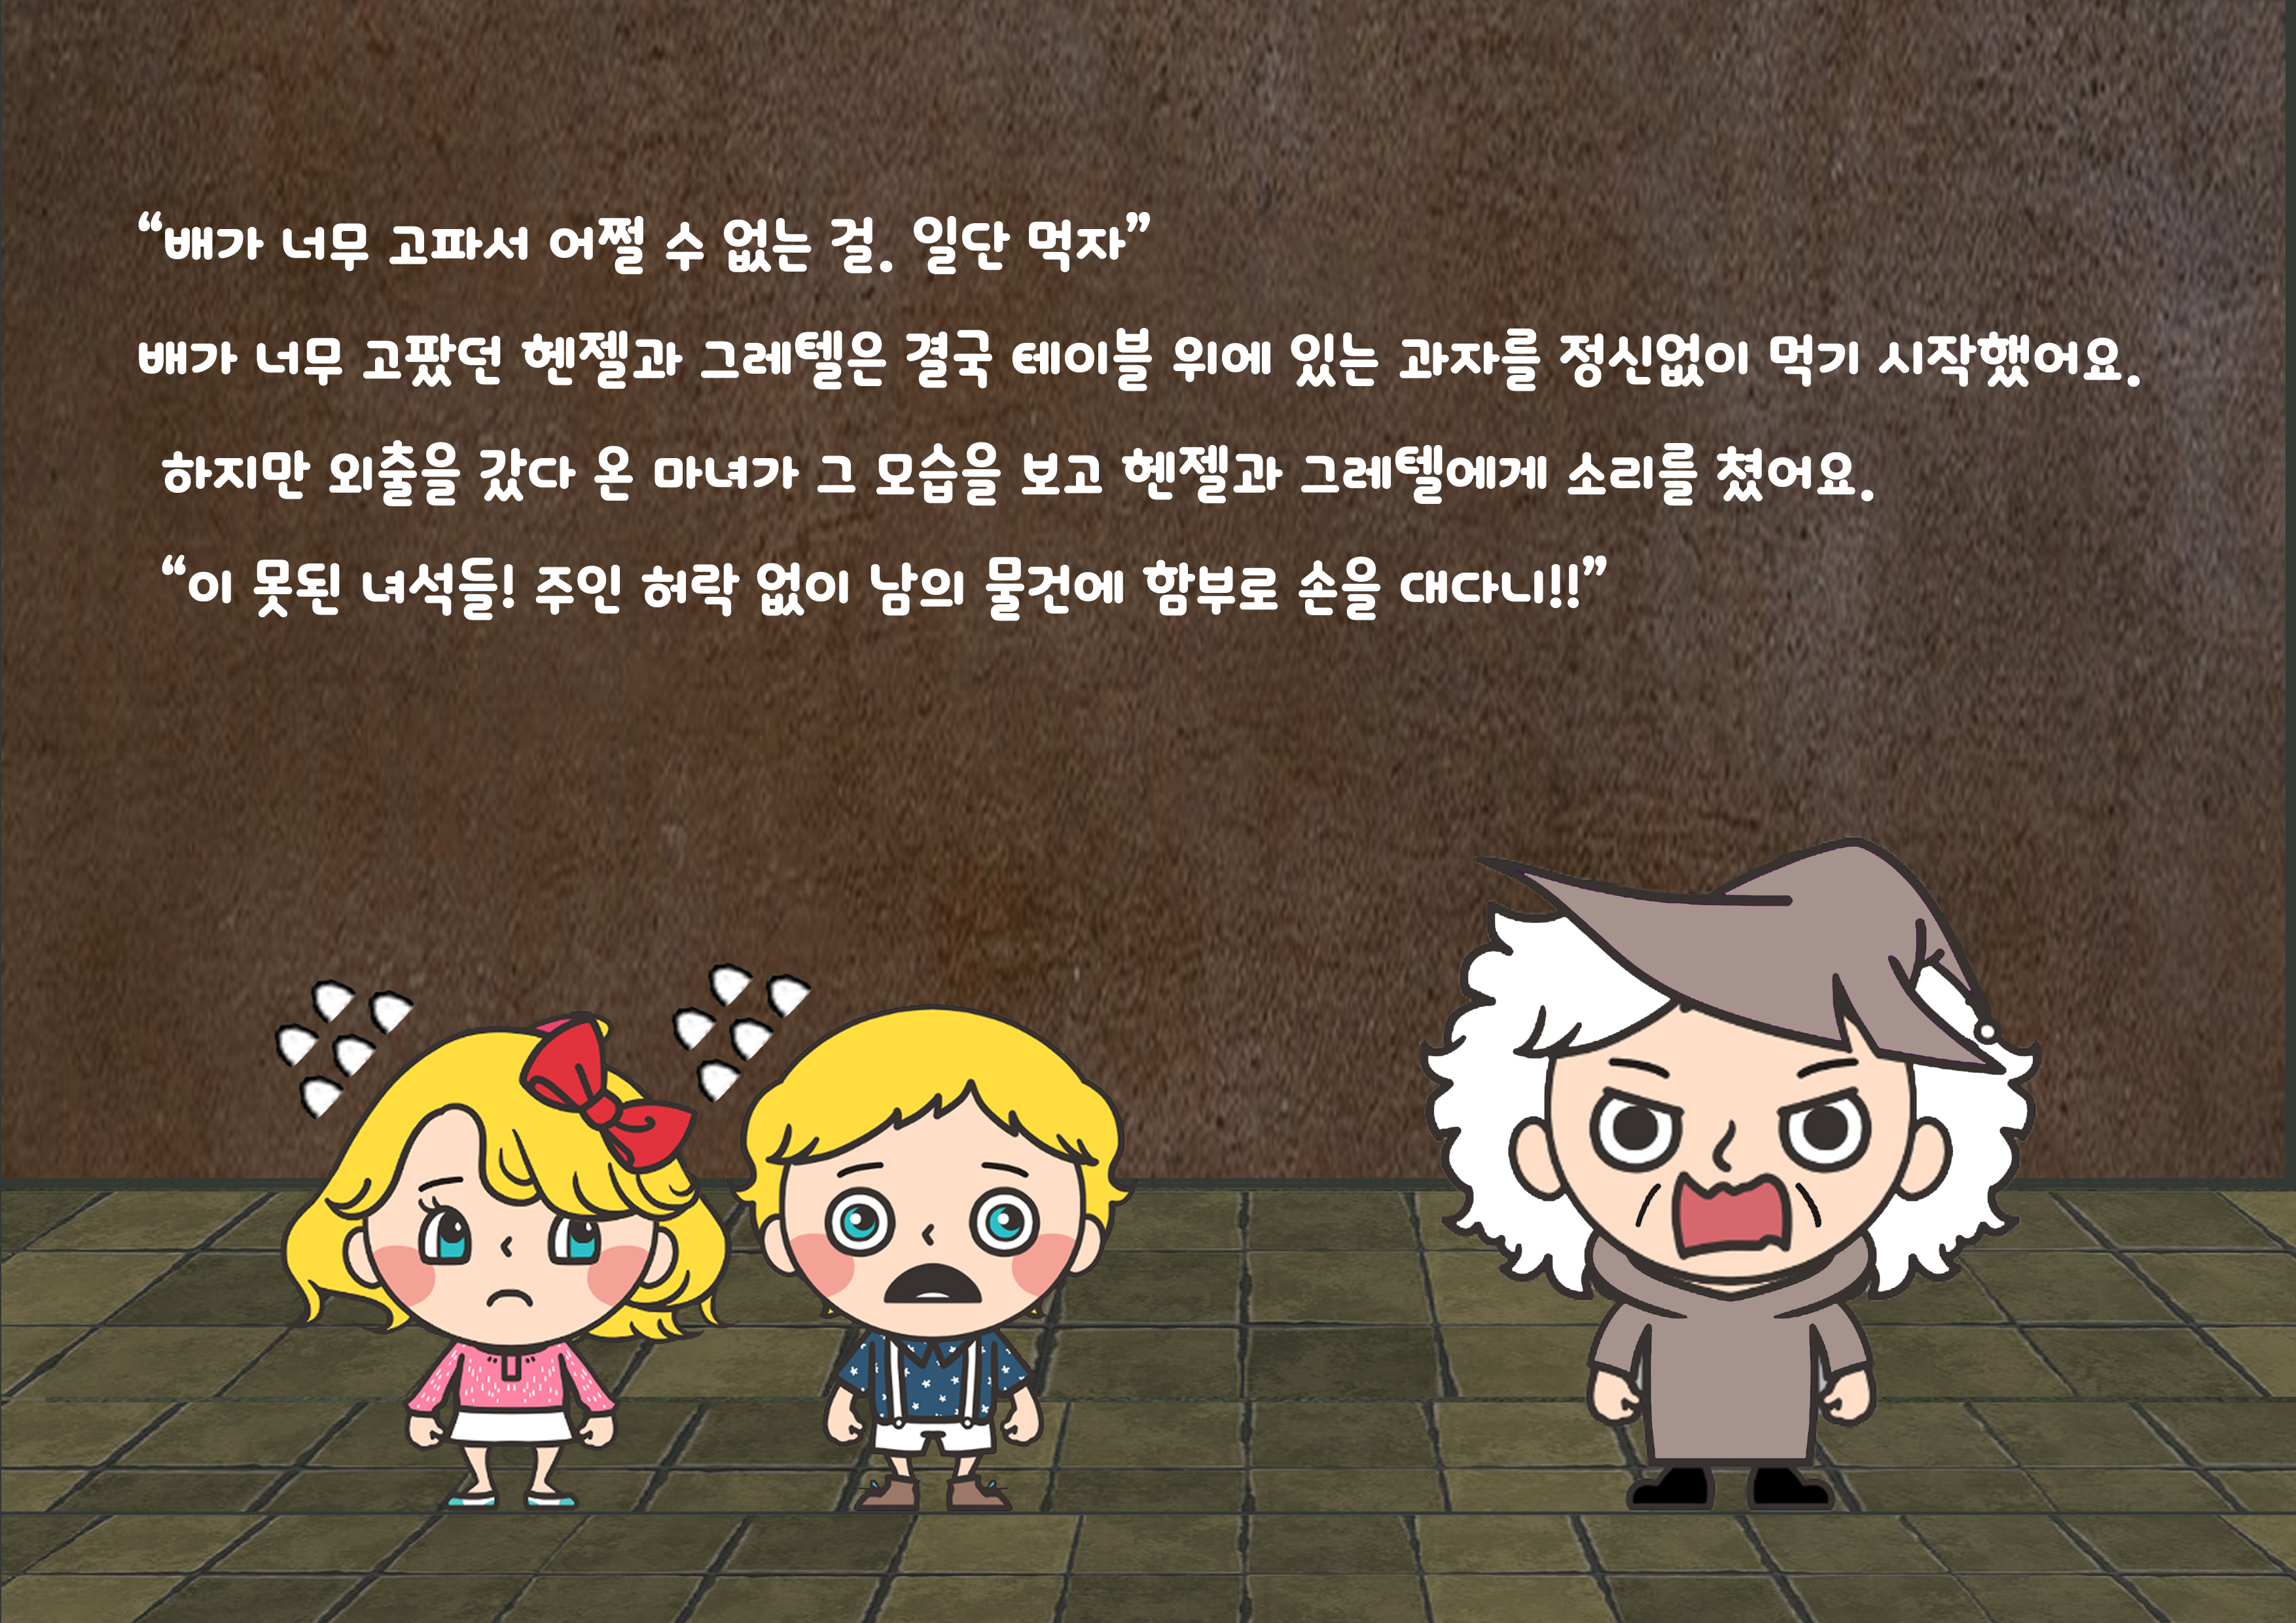 “배가 너무 고파서 어쩔 수 없는 걸. 일단 먹자”
배가 너무 고팠던 헨젤과 그레텔은 결국 테이블 위에 있는 과자를 정신없이 먹기 시작했어요.
하지만 외출을 갔다 온 마녀가 그 모습을 보고 헨젤과 그레텔에게 소리를 쳤어요.
“이 못된 녀석들! 주인 허락 없이 남의 물건에 함부로 손을 대다니!!”